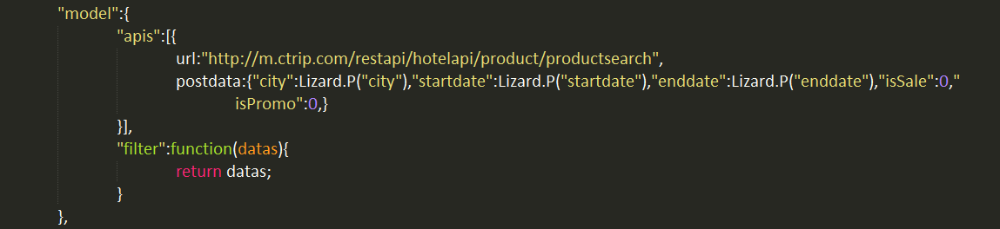 "model":{
"apis":[{
url:"http://m.ctrip.com/restapi/hotelapi/product/productsearch",
postdata:{"city":Lizard.P("city"),"startdate":Lizard.P("startdate"),"enddate":Lizard.P("enddate"),"isSale":0,"
isPromo":0,}
}],
"filter":function(datas){
return datas;
}
},